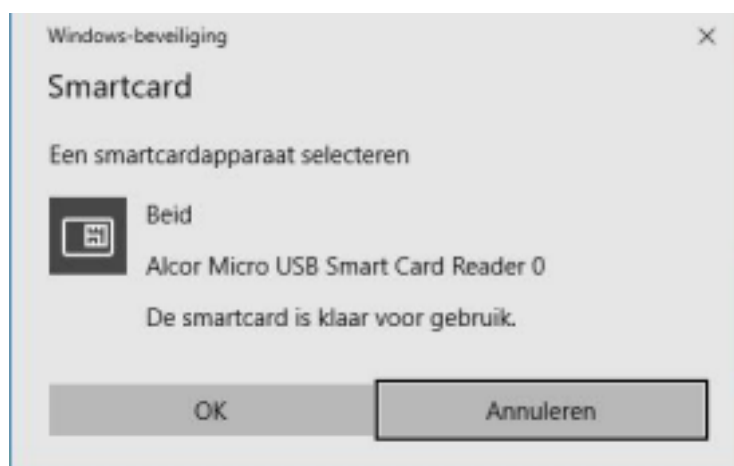 Windows-beveiliging
Smartcard
Een smartcardapparaat selecteren
Beid
Alcor Micro USB Smart Card Reader 0
De smartcard is klaar voor gebruik.
OK
Annuleren